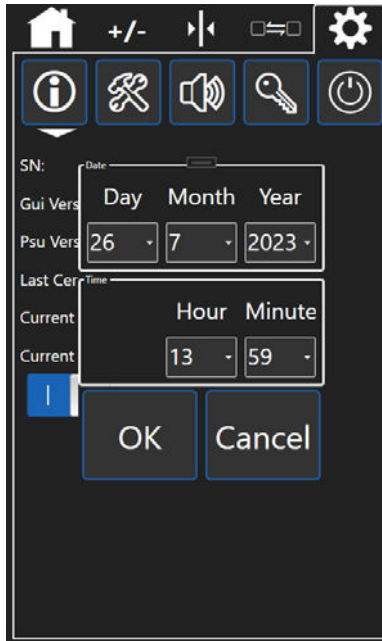 +/-
SN:
Date
Gui Vers
Day Month Year
Psu Vers
26 7 2023
Last Cer
Time
Current
Hour Minute
Current
13 59
OK Cancel